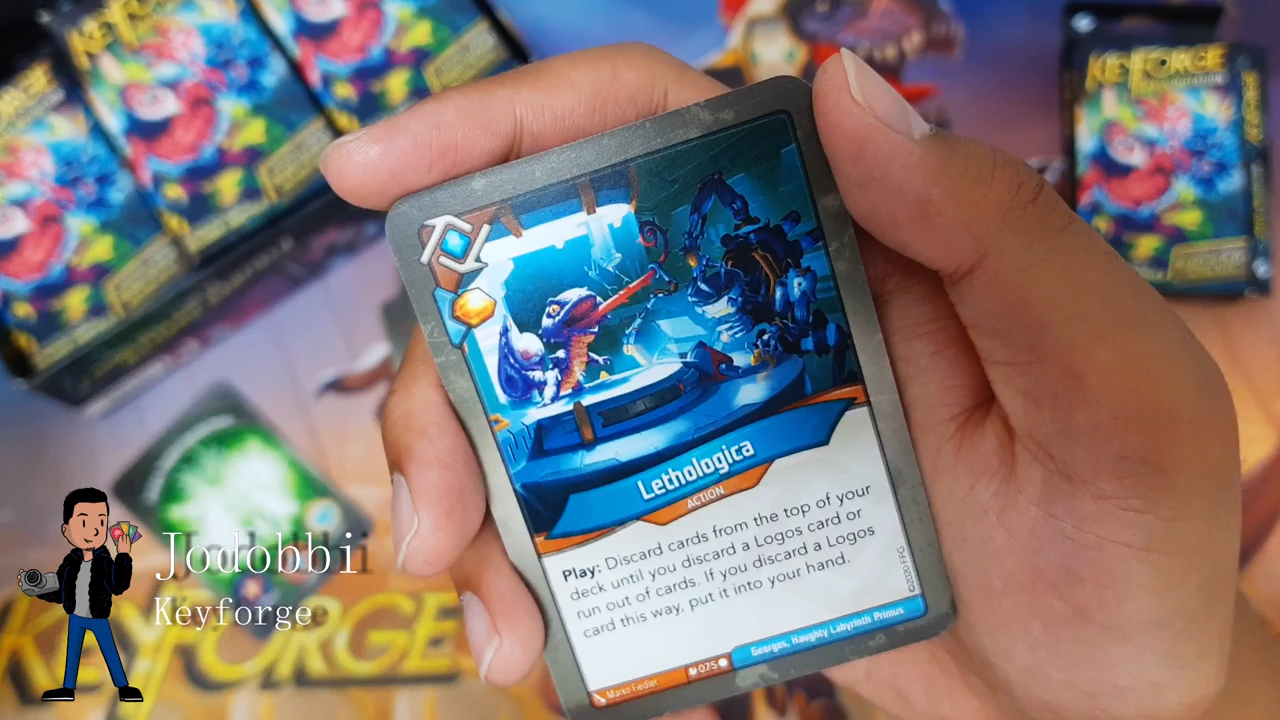 KEYFORGE
KEYFORGE
Lethologica
ACTION
Play: Discard cards from the top of your
deck until you discard a Logos card or
run out of cards. If you discard a Logos
card this way, put it into your hand.
©2020 FFG
Georges, Haughty Labyrinth Primus
Marko Fiedler
075
Jodobbi
Keyforge
KEYFORGE